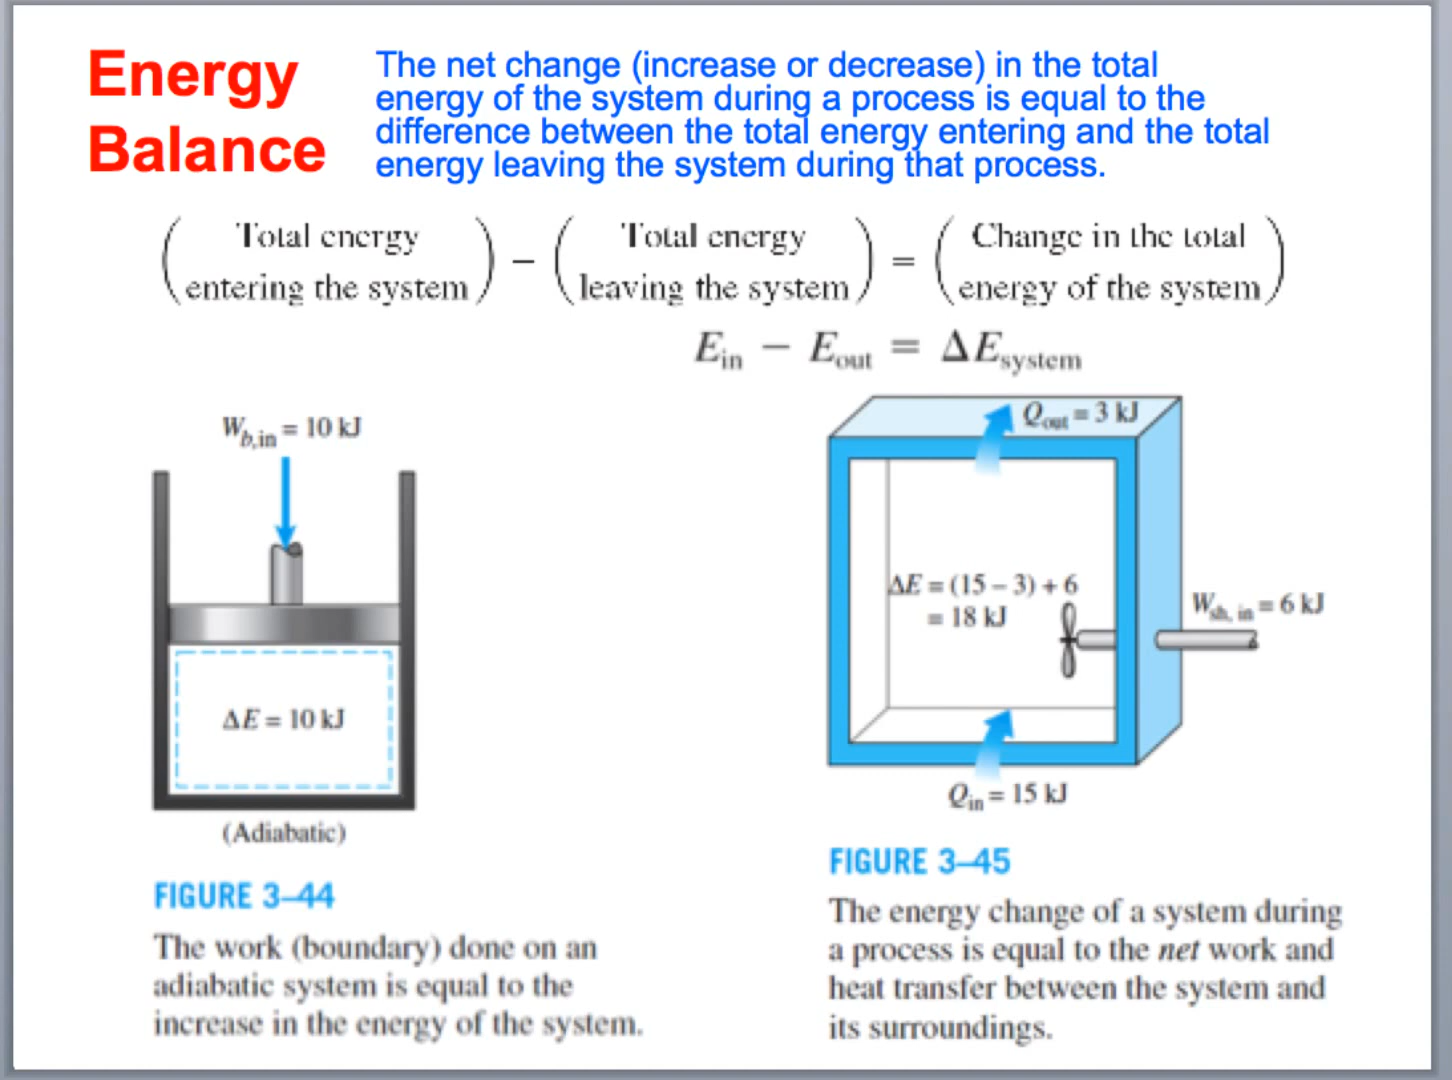 Energy
Balance
The net change (increase or decrease) in the total
energy of the system during a process is equal to the
difference between the total energy entering and the total
energy leaving the system during that process.
( Total energy entering the system ) − ( Total energy leaving the system ) = ( Change in the total energy of the system )
E_in − E_out = ΔE_system
W_b,in = 10 kJ
ΔE = 10 kJ
(Adiabatic)
FIGURE 3–44
The work (boundary) done on an
adiabatic system is equal to the
increase in the energy of the system.
Q_out = 3 kJ
ΔE = (15 – 3) + 6
= 18 kJ
W_sh, in = 6 kJ
Q_in = 15 kJ
FIGURE 3–45
The energy change of a system during
a process is equal to the net work and
heat transfer between the system and
its surroundings.